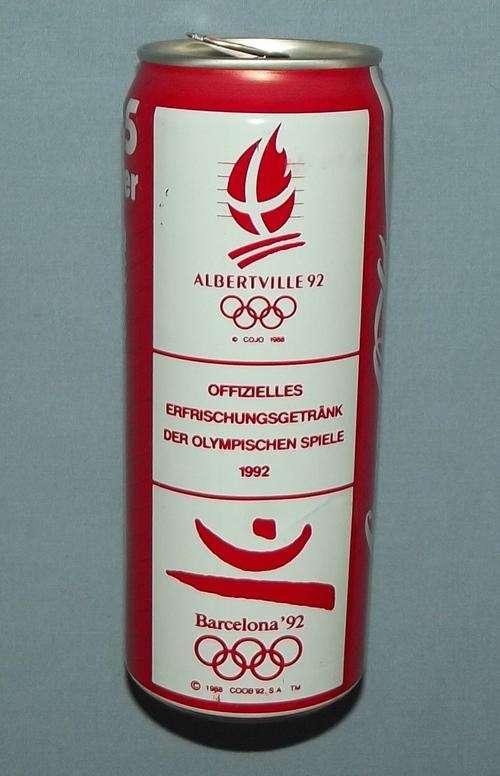 ALBERTVILLE 92
© COJO 1988
OFFIZIELLES
ERFRISCHUNGSGETRÄNK
DER OLYMPISCHEN SPIELE
1992
Barcelona '92
© 1988 COOB'92, S.A TM